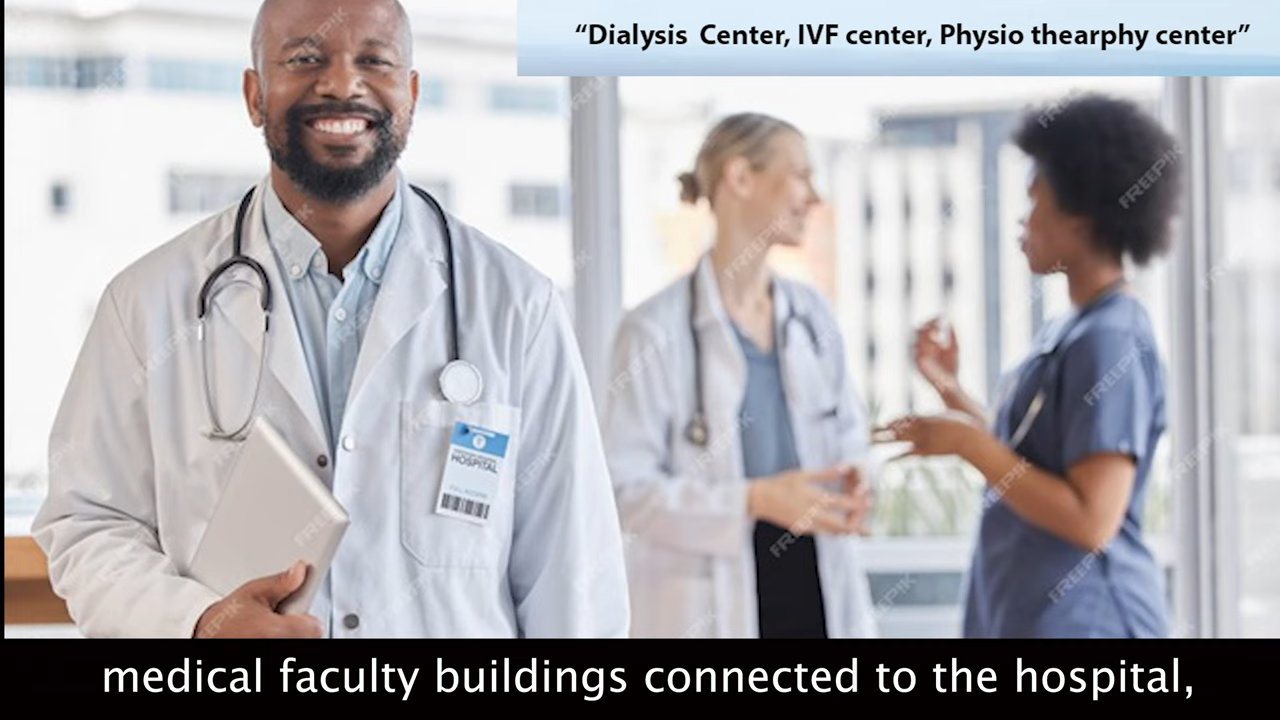 “Dialysis Center, IVF center, Physio thearphy center”
HOSPITAL
medical faculty buildings connected to the hospital,